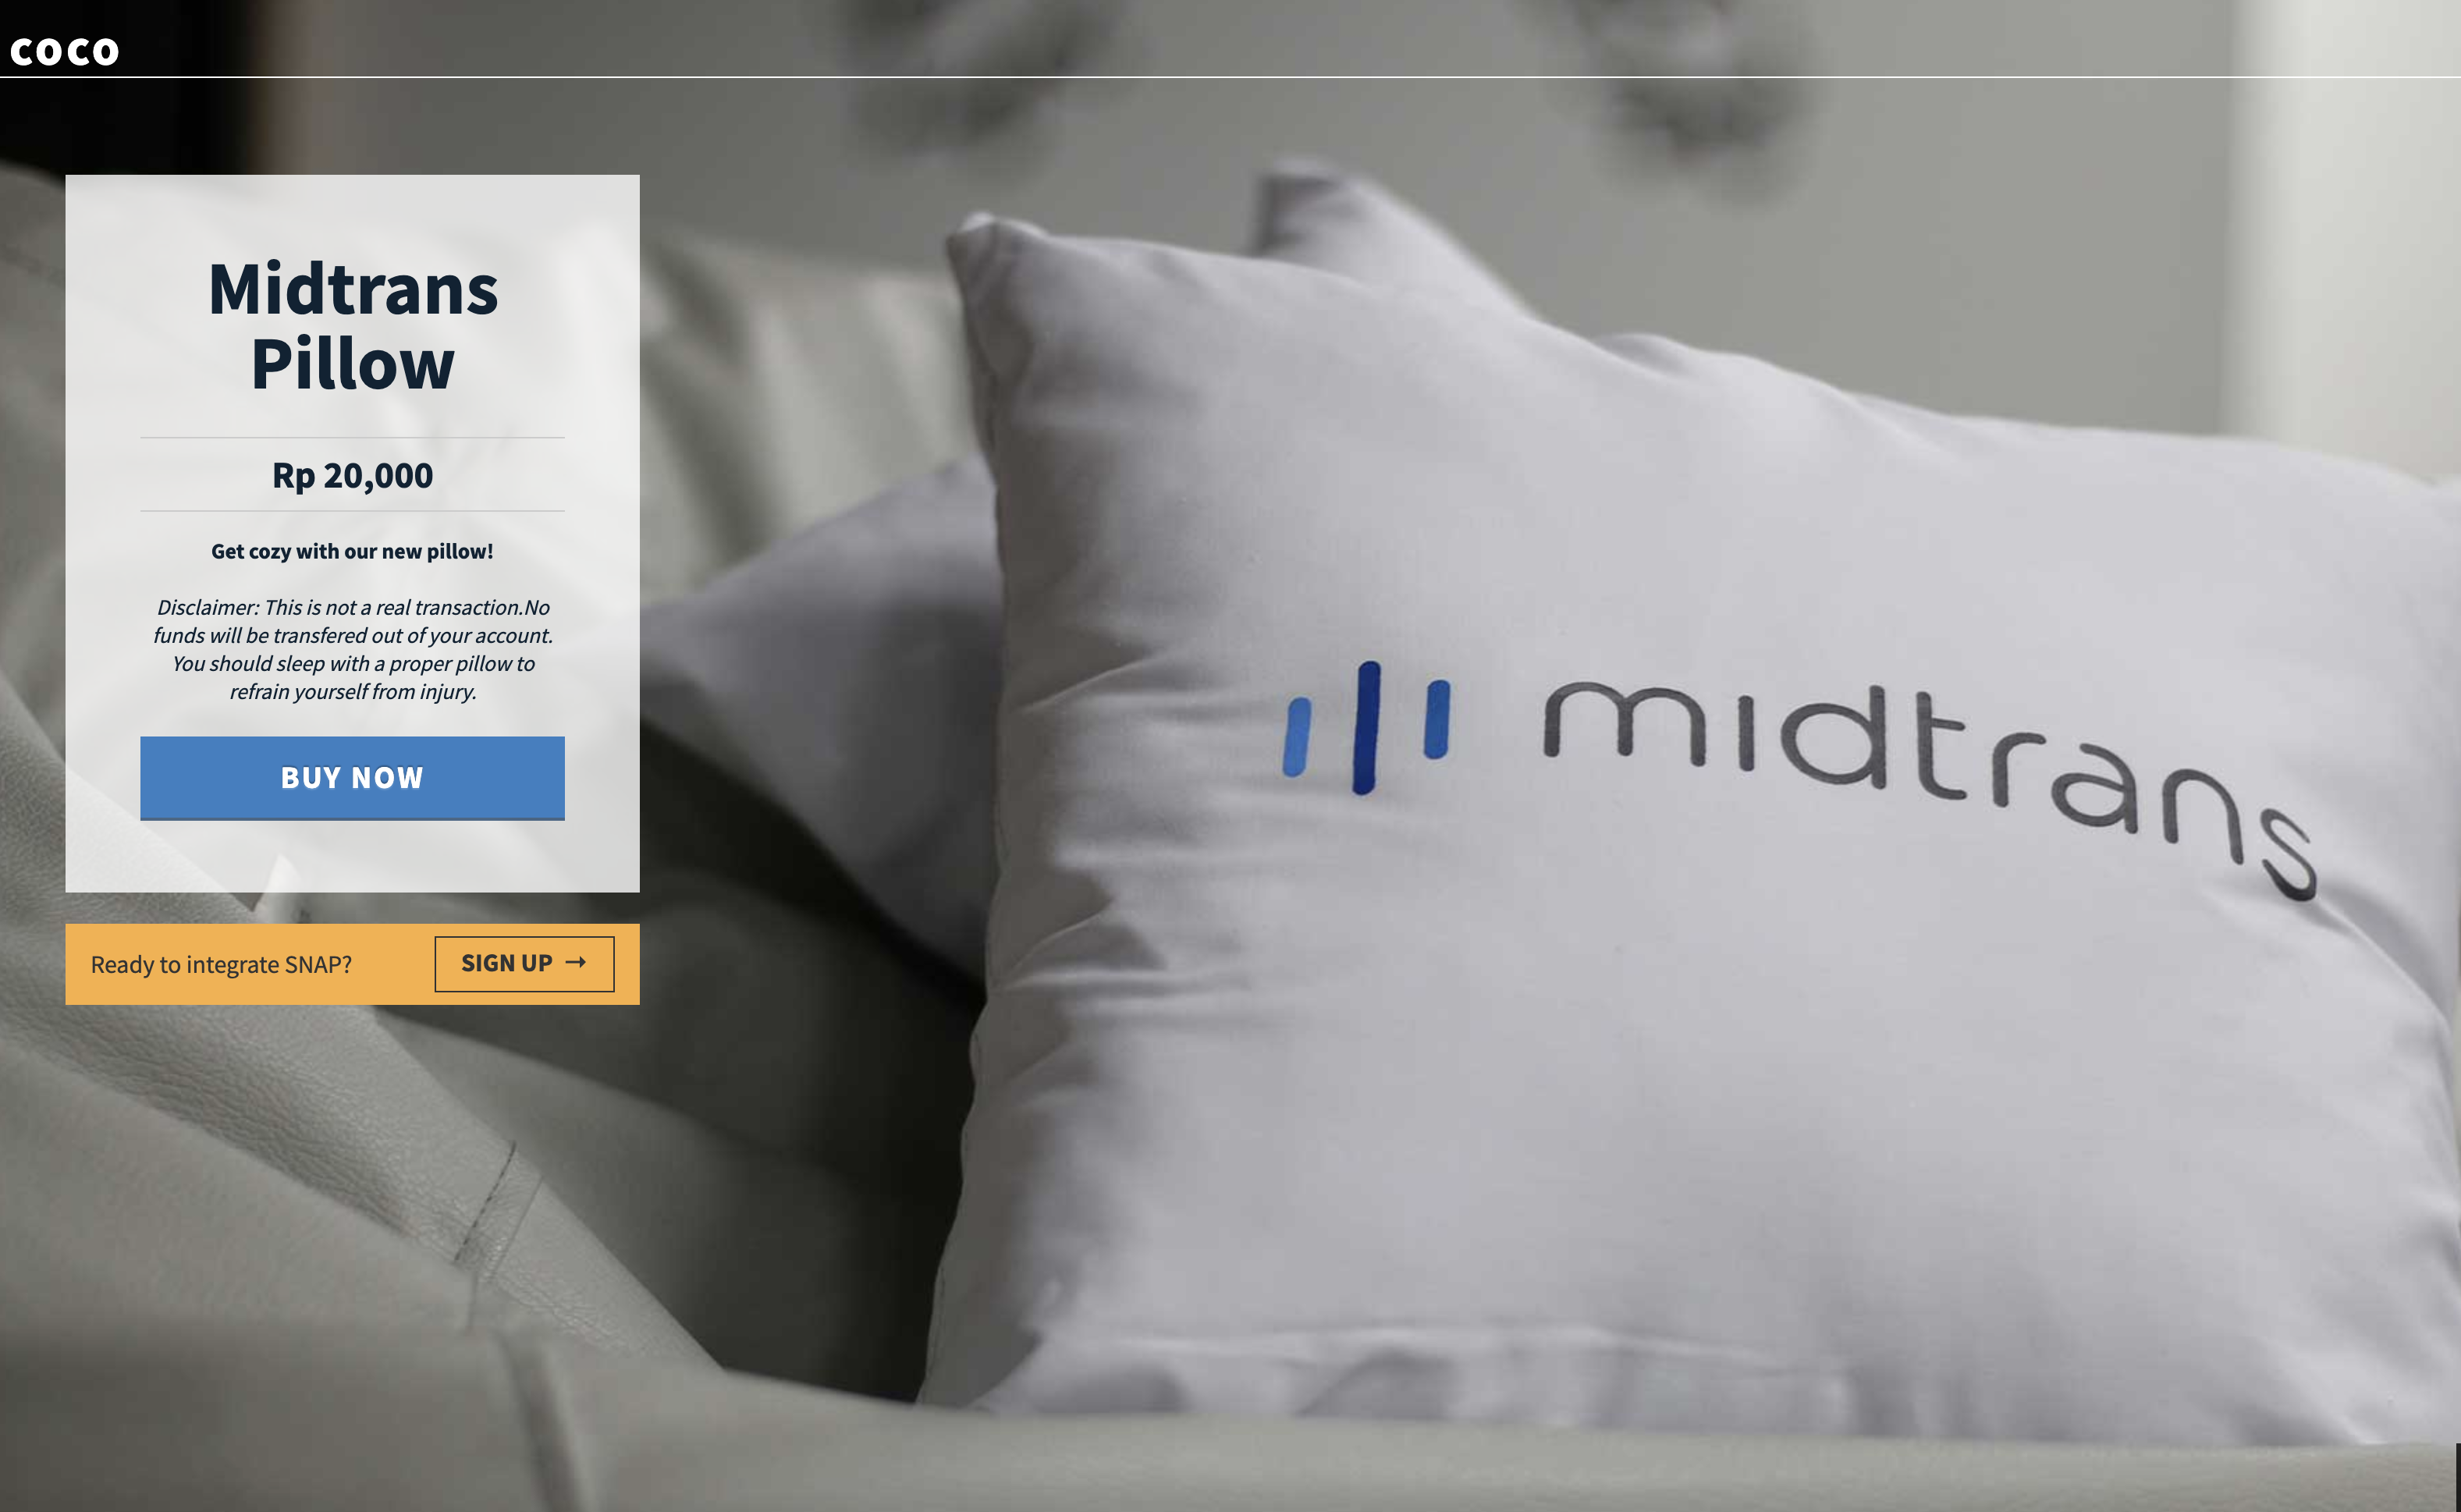 coco
Midtrans
Pillow
Rp 20,000
Get cozy with our new pillow!
Disclaimer: This is not a real transaction.No
funds will be transfered out of your account.
You should sleep with a proper pillow to
refrain yourself from injury.
BUY NOW
Ready to integrate SNAP?
SIGN UP →
midtrans